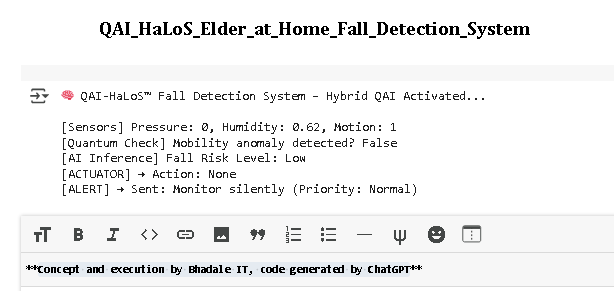 QAI_HaLoS_Elder_at_Home_Fall_Detection_System
🧠 QAI-HaLoS™ Fall Detection System – Hybrid QAI Activated...
[Sensors] Pressure: 0, Humidity: 0.62, Motion: 1
[Quantum Check] Mobility anomaly detected? False
[AI Inference] Fall Risk Level: Low
[ACTUATOR] → Action: None
[ALERT] → Sent: Monitor silently (Priority: Normal)
**Concept and execution by Bhadale IT, code generated by ChatGPT**